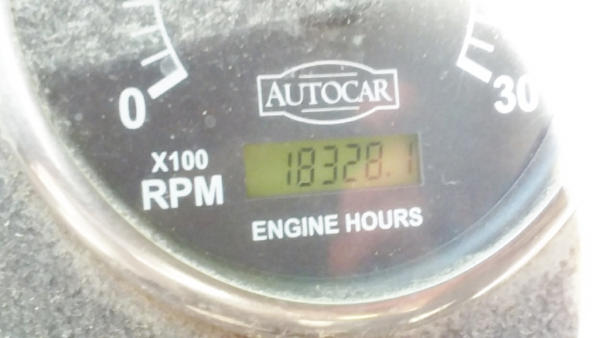 0
AUTOCAR
30
X100
RPM
18328.1
ENGINE HOURS